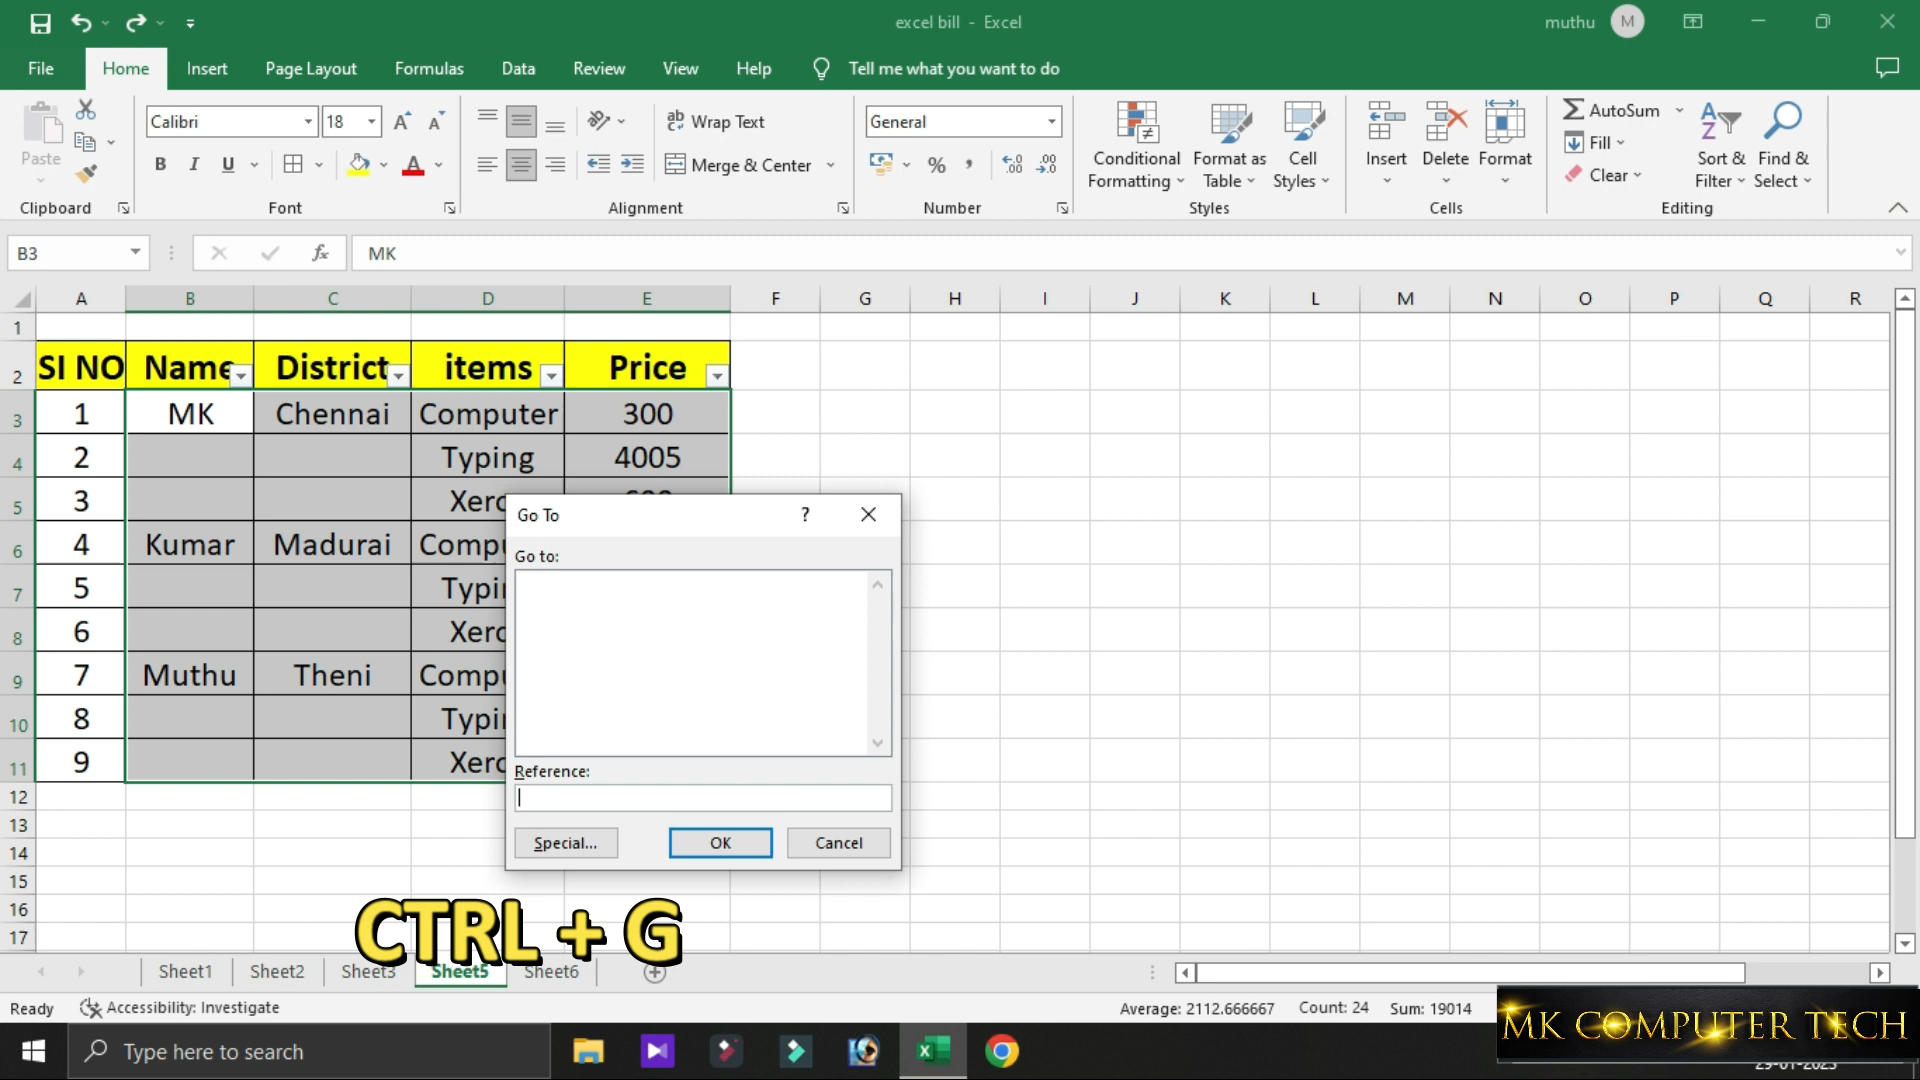 excel bill - Excel
muthu
M
File Home Insert Page Layout Formulas Data Review View Help Tell me what you want to do
Paste
Clipboard
Calibri 18
B I U
Font
Wrap Text
Merge & Center
Alignment
General
Number
Conditional Formatting
Format as Table
Cell Styles
Styles
Insert Delete Format
Cells
AutoSum
Fill
Clear
Sort & Filter
Find & Select
Editing
B3 fx MK
A B C D E F G H I J K L M N O P Q R
1
2 SI NO Name District items Price
3 1 MK Chennai Computer 300
4 2 Typing 4005
5 3
6 4 Kumar Madurai
7 5
8 6
9 7 Muthu Theni
10 8
11 9
12
13
14
15
16
17
Go To ? 
Go to:
Reference:
Special... OK Cancel
CTRL + G
Sheet1 Sheet2 Sheet3 Sheet5 Sheet6
Ready Accessibility: Investigate Average: 2112.666667 Count: 24 Sum: 19014
MK COMPUTER TECH
Type here to search
29-01-2023